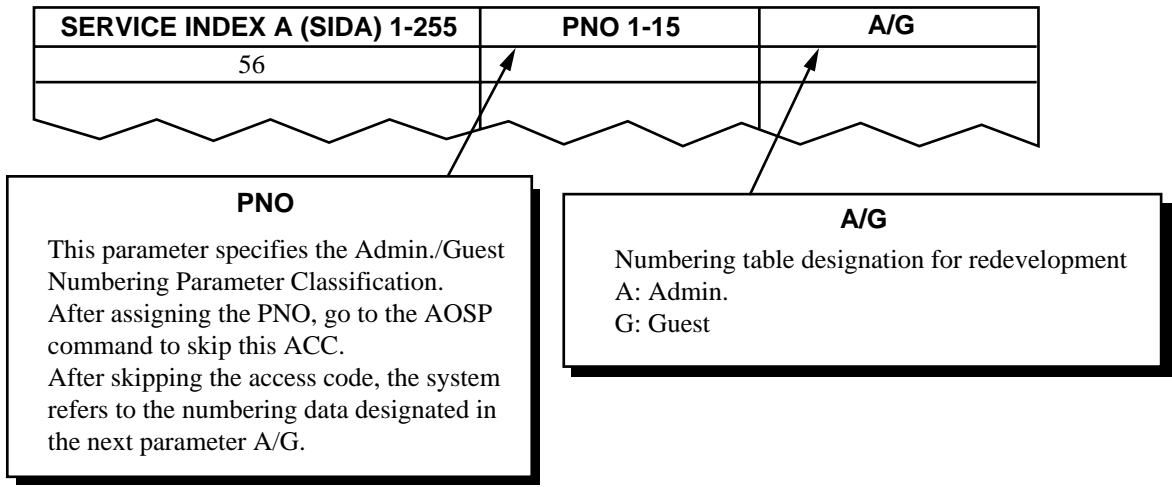 SERVICE INDEX A (SIDA) 1-255 PNO 1-15 A/G
56
PNO
This parameter specifies the Admin./Guest
Numbering Parameter Classification.
After assigning the PNO, go to the AOSP
command to skip this ACC.
After skipping the access code, the system
refers to the numbering data designated in
the next parameter A/G.
A/G
Numbering table designation for redevelopment
A: Admin.
G: Guest